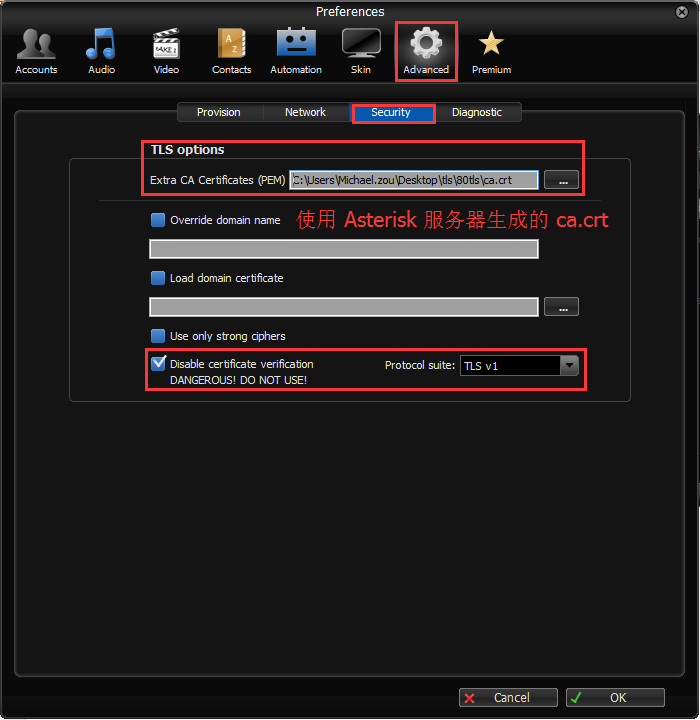 Preferences
Accounts
Audio
Video
Contacts
Automation
Skin
Advanced
Premium
TAKE 1
A
Z
Provision
Network
Security
Diagnostic
TLS options
Extra CA Certificates (PEM)
C:\Users\Michael.zou\Desktop\tls\80tls\ca.crt
...
Override domain name
使用 Asterisk 服务器生成的 ca.crt
Load domain certificate
...
Use only strong ciphers
Disable certificate verification
DANGEROUS! DO NOT USE!
Protocol suite:
TLS v1
Cancel
OK